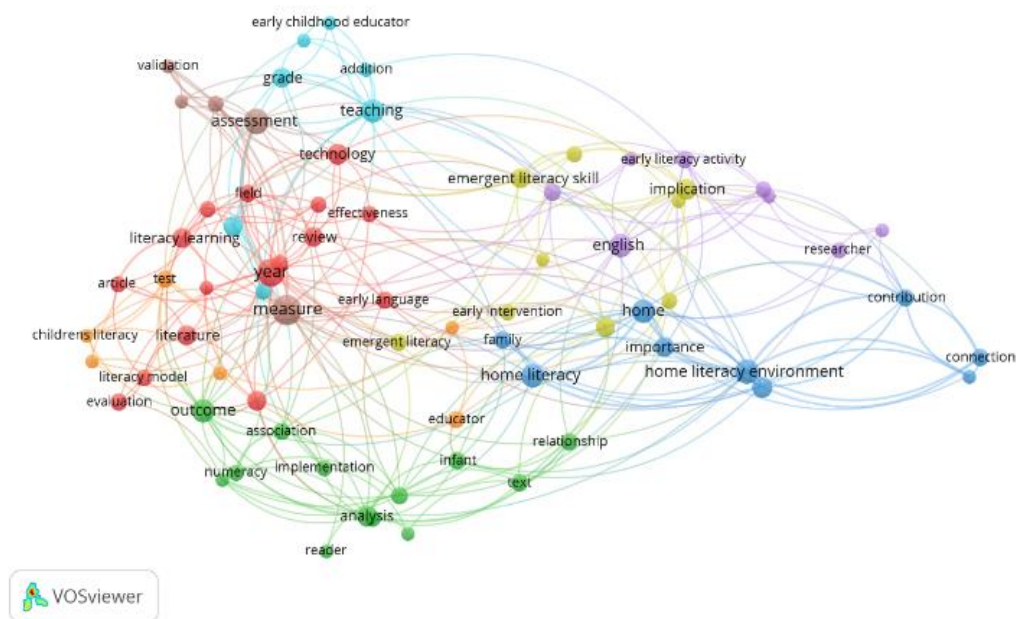 early childhood educator
validation
grade
addition
teaching
assessment
technology
early literacy activity
emergent literacy skill
implication
field
effectiveness
literacy learning
review
english
researcher
year
test
article
measure
early language
contribution
early intervention
home
childrens literacy
literature
emergent literacy
family
importance
connection
literacy model
home literacy
home literacy environment
evaluation
outcome
educator
association
relationship
numeracy
implementation
infant
text
analysis
reader
VOSviewer